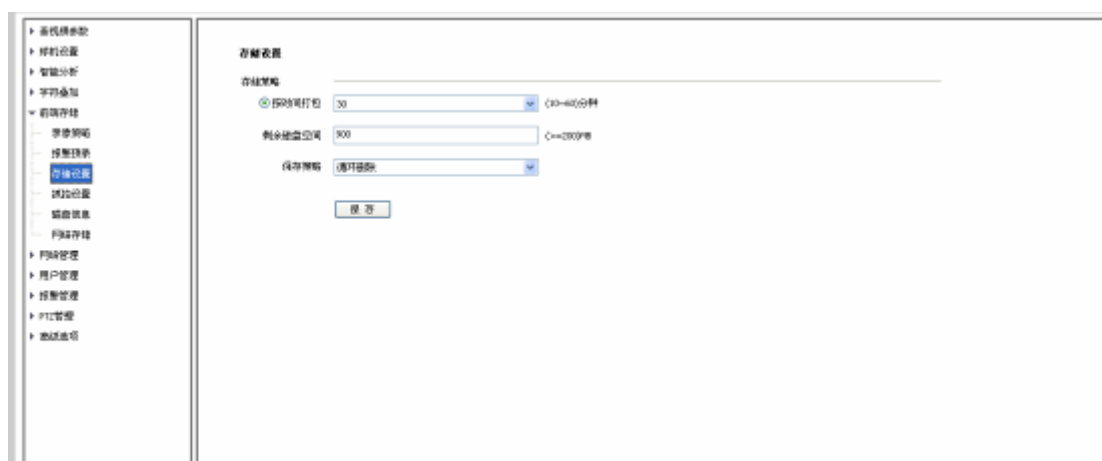 音视频参数
球机设置
智能分析
字符叠加
前端存储
录像策略
报警预录
存储设置
抓拍设置
磁盘信息
网络存储
网络管理
用户管理
报警管理
PTZ管理
高级选项
存储设置
存储策略
按时间打包 30 (10~60)分钟
剩余磁盘空间 900 (>=200)MB
保存策略 循环删除
保 存